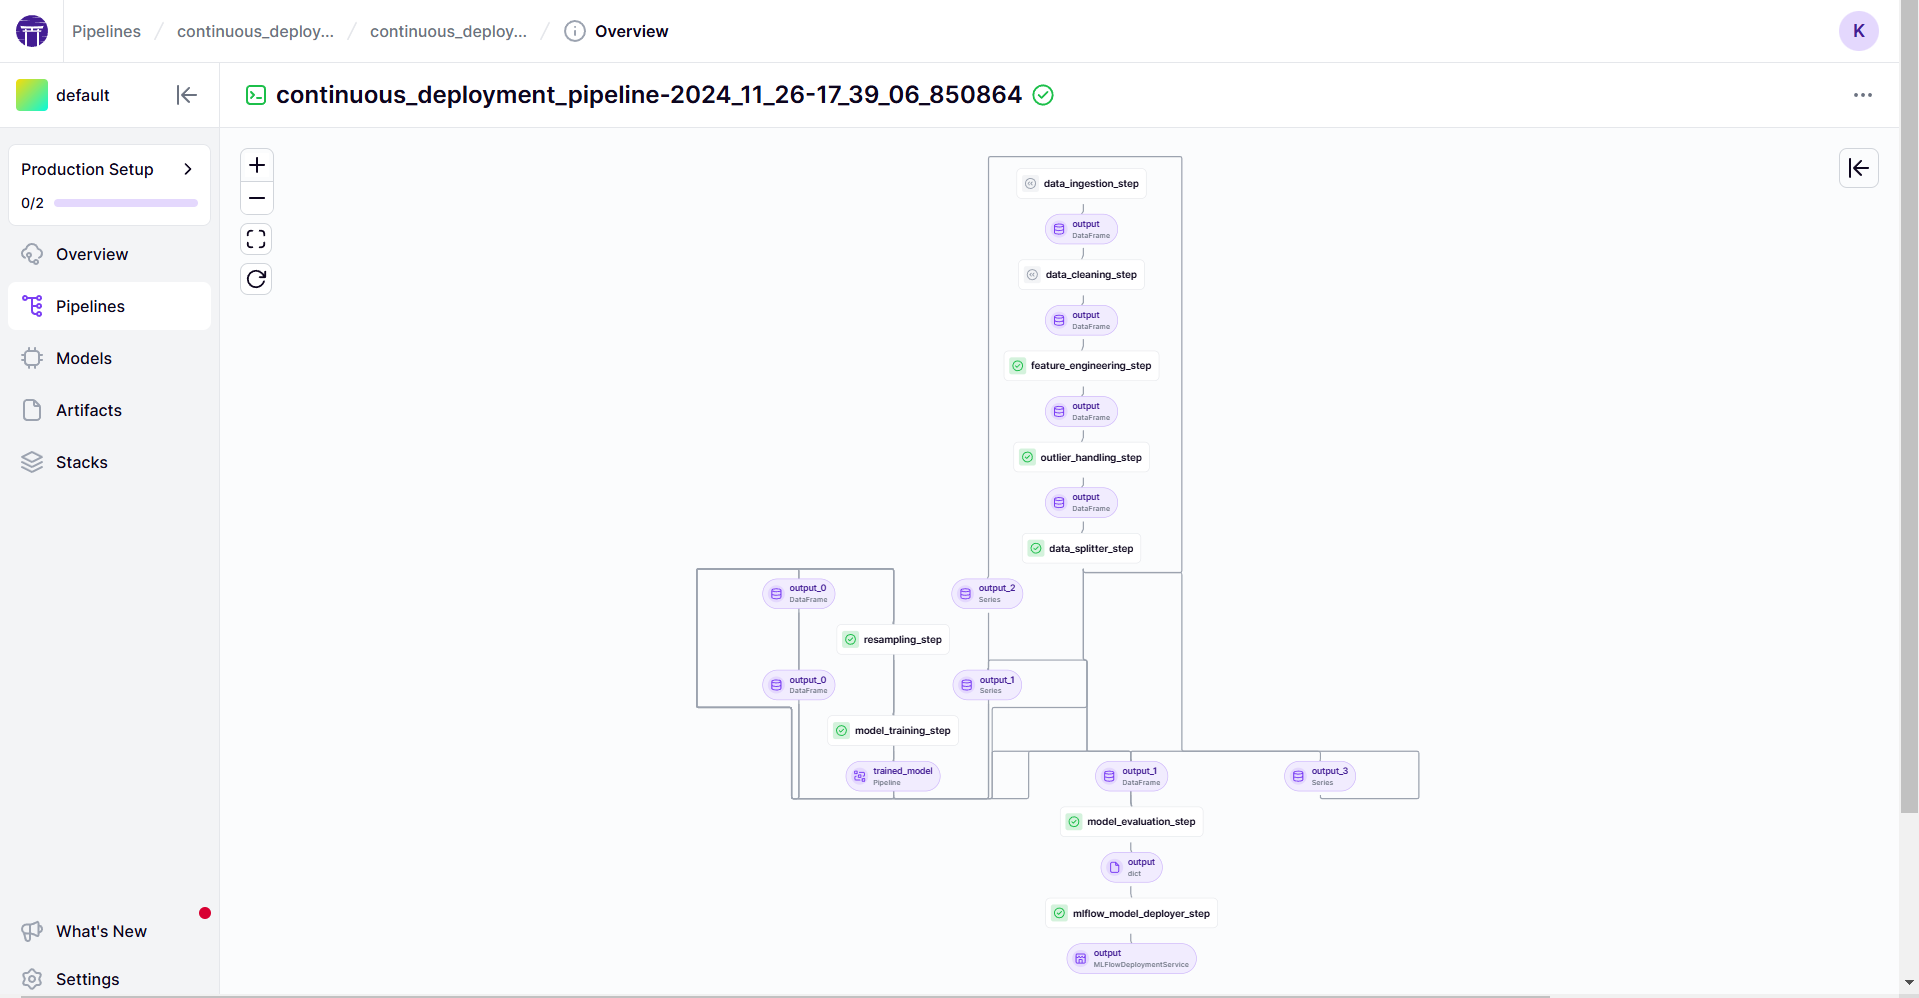 Pipelines / continuous_deploy... / continuous_deploy... / Overview
K
default
continuous_deployment_pipeline-2024_11_26-17_39_06_850864
Production Setup
0/2
Overview
Pipelines
Models
Artifacts
Stacks
What's New
Settings
data_ingestion_step
output
DataFrame
data_cleaning_step
output
DataFrame
feature_engineering_step
output
DataFrame
outlier_handling_step
output
DataFrame
data_splitter_step
output_0
DataFrame
output_2
Series
resampling_step
output_0
DataFrame
output_1
Series
model_training_step
trained_model
Pipeline
output_1
DataFrame
output_3
Series
model_evaluation_step
output
dict
mlflow_model_deployer_step
output
MLFlowDeploymentService